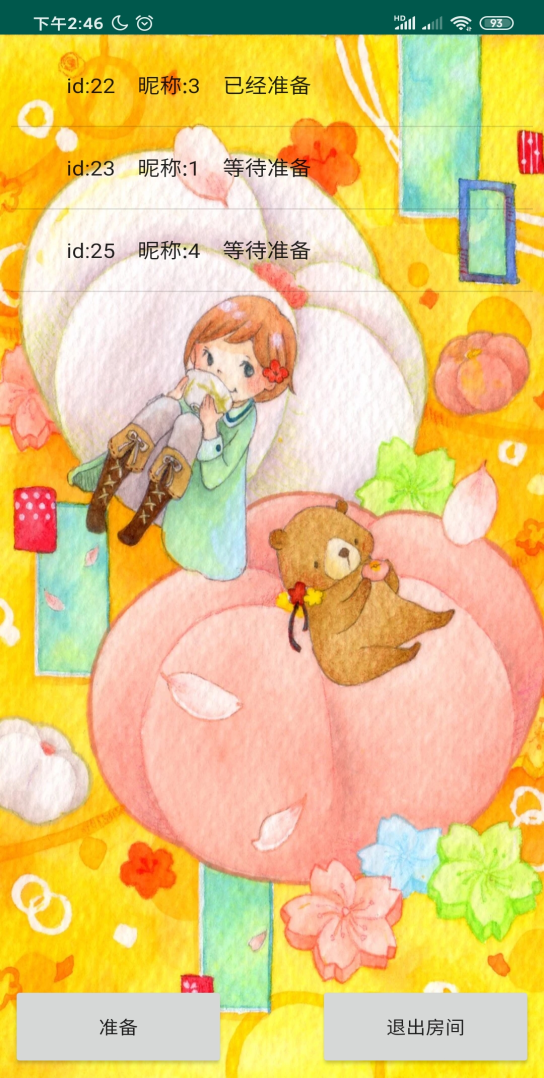 下午2:46 HD 93
id:22 昵称:3 已经准备
id:23 昵称:1 等待准备
id:25 昵称:4 等待准备
准备 退出房间